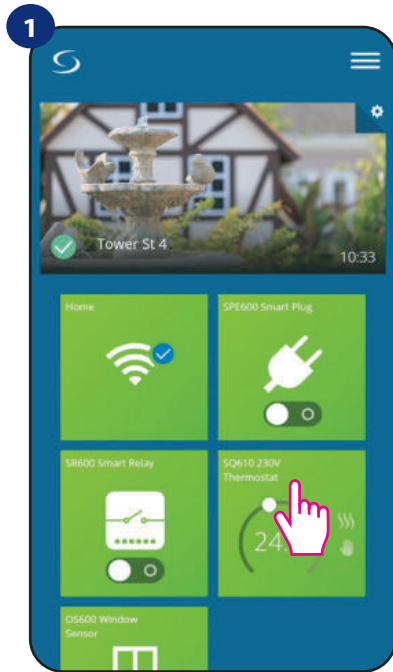 1
Tower St 4
10:33
Home
SPE600 Smart Plug
SR600 Smart Relay
SQ610 230V
Thermostat
OS600 Window
Sensor